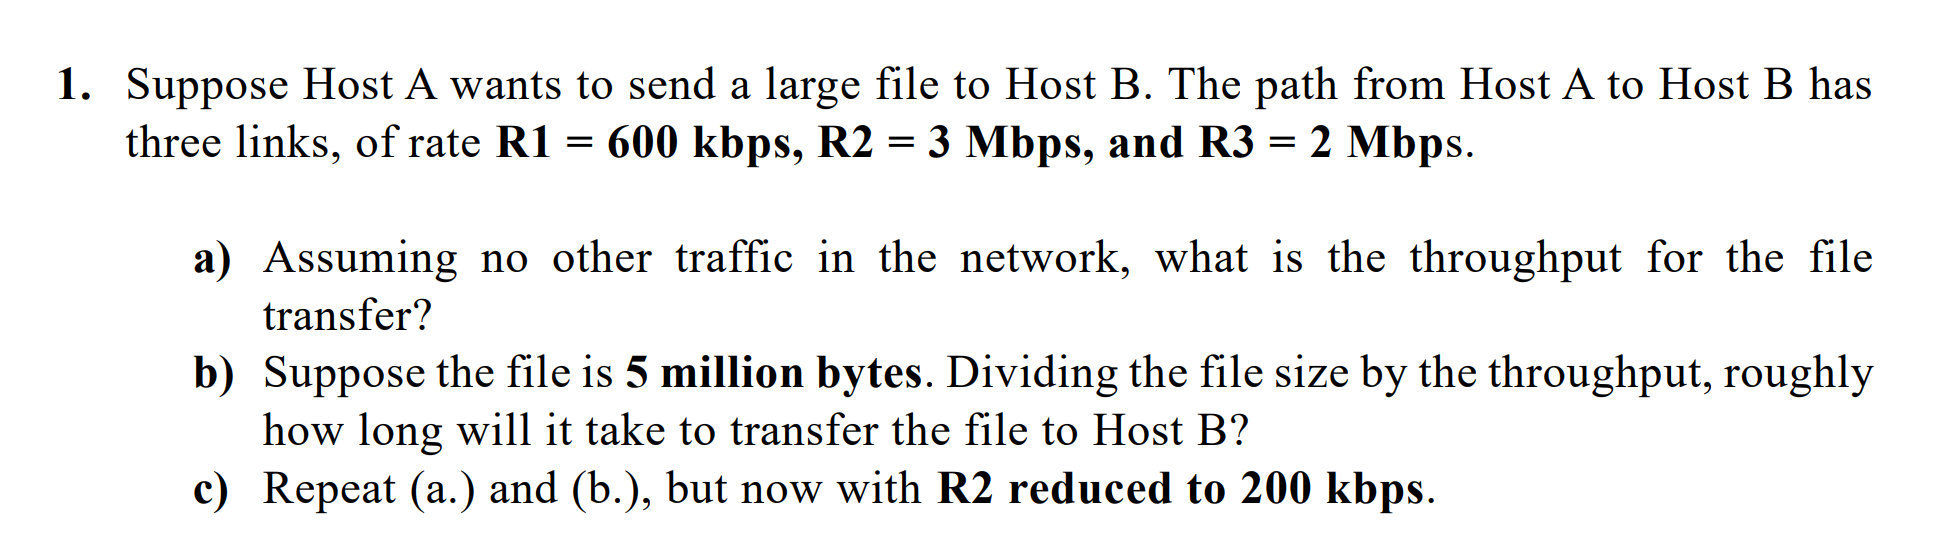 1. Suppose Host A wants to send a large file to Host B. The path from Host A to Host B has
three links, of rate R1 = 600 kbps, R2 = 3 Mbps, and R3 = 2 Mbps.
a) Assuming no other traffic in the network, what is the throughput for the file
transfer?
b) Suppose the file is 5 million bytes. Dividing the file size by the throughput, roughly
how long will it take to transfer the file to Host B?
c) Repeat (a.) and (b.), but now with R2 reduced to 200 kbps.